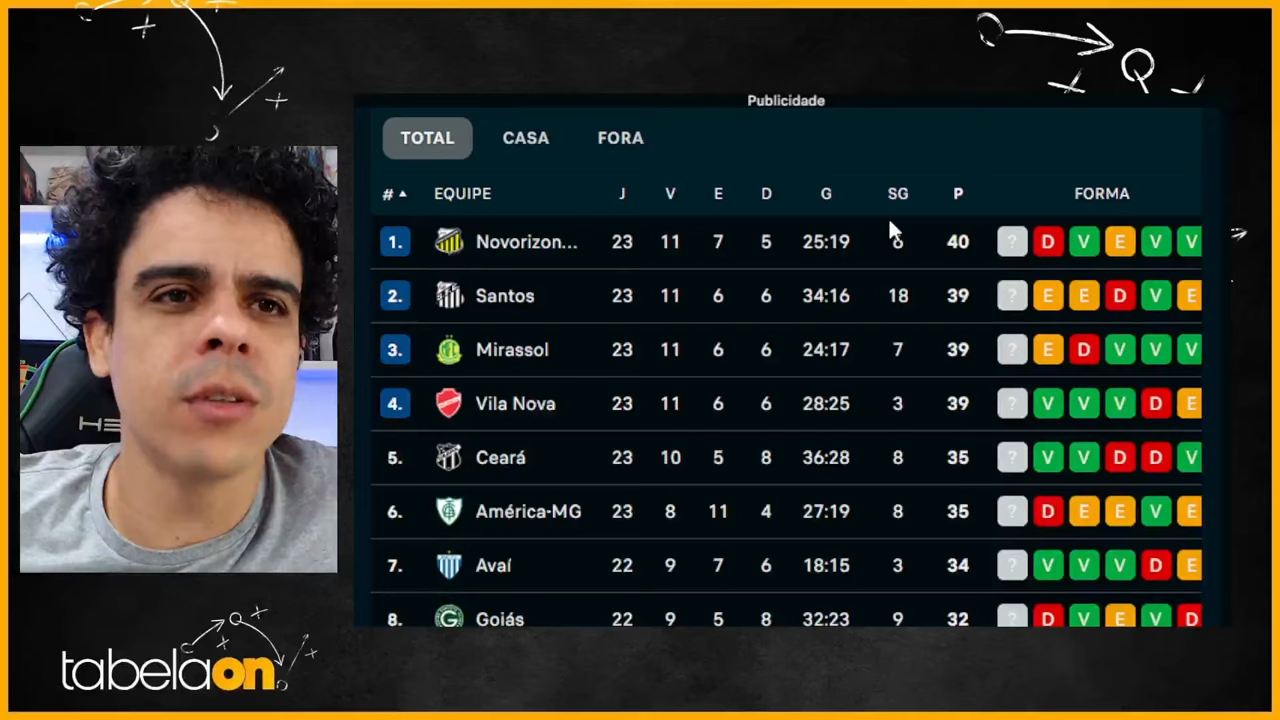 Publicidade
TOTAL CASA FORA
# EQUIPE J V E D G SG P FORMA
1. Novorizon... 23 11 7 5 25:19 6 40 ? D V E V V
2. Santos 23 11 6 6 34:16 18 39 ? E E D V E
3. Mirassol 23 11 6 6 24:17 7 39 ? E D V V V
4. Vila Nova 23 11 6 6 28:25 3 39 ? V V V D E
5. Ceará 23 10 5 8 36:28 8 35 ? V V D D V
6. América-MG 23 8 11 4 27:19 8 35 ? D E E V E
7. Avaí 22 9 7 6 18:15 3 34 ? V V V D E
8. Goiás 22 9 5 8 32:23 9 32 ? D V E V D
tabelaon